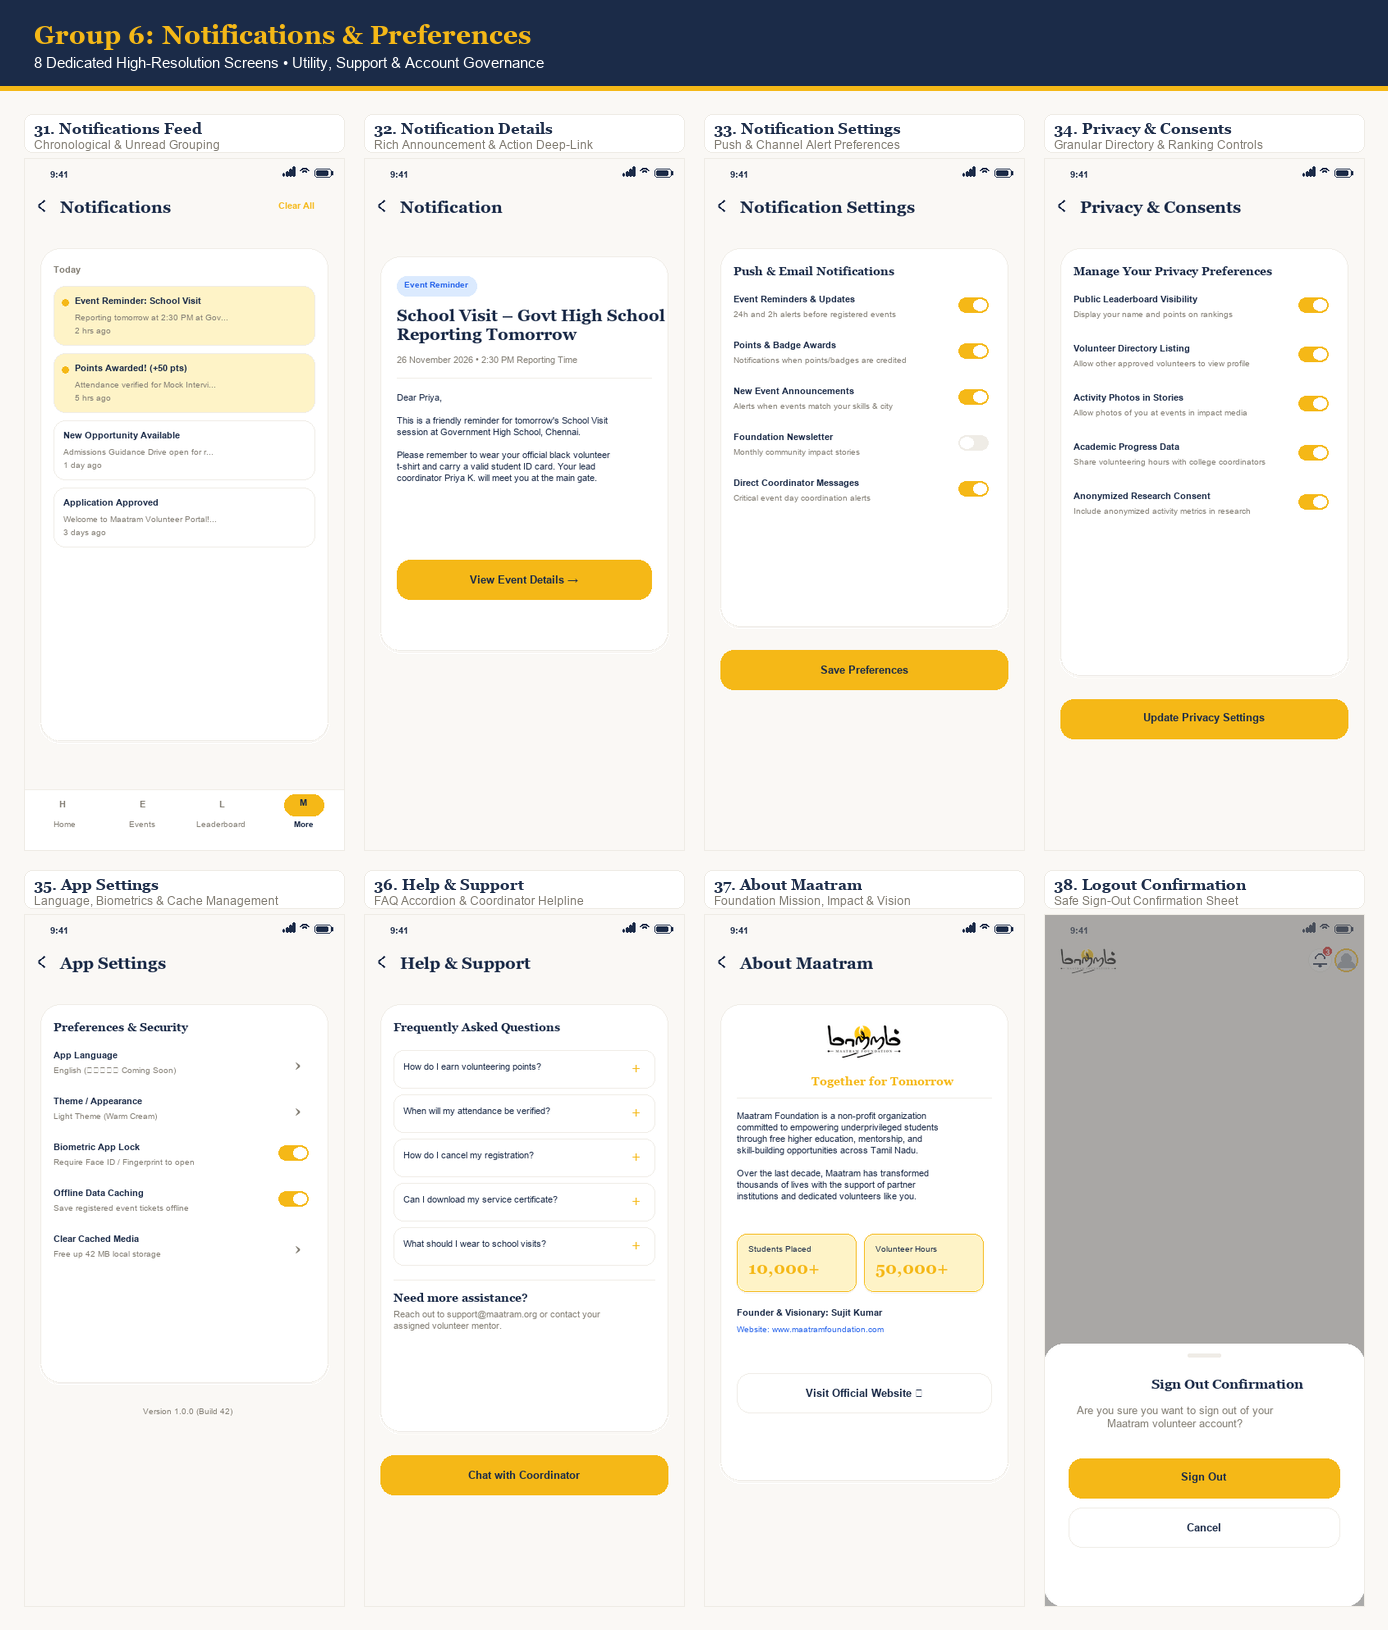 Group 6: Notifications & Preferences
8 Dedicated High-Resolution Screens • Utility, Support & Account Governance
31. Notifications Feed
Chronological & Unread Grouping
9:41
Notifications
Clear All
Today
Event Reminder: School Visit
Reporting tomorrow at 2:30 PM at Gov...
2 hrs ago
Points Awarded! (+50 pts)
Attendance verified for Mock Intervi...
5 hrs ago
New Opportunity Available
Admissions Guidance Drive open for r...
1 day ago
Application Approved
Welcome to Maatram Volunteer Portal!...
3 days ago
H
Home
E
Events
L
Leaderboard
M
More
32. Notification Details
Rich Announcement & Action Deep-Link
9:41
Notification
Event Reminder
School Visit – Govt High School
Reporting Tomorrow
26 November 2026 • 2:30 PM Reporting Time
Dear Priya,
This is a friendly reminder for tomorrow's School Visit
session at Government High School, Chennai.
Please remember to wear your official black volunteer
t-shirt and carry a valid student ID card. Your lead
coordinator Priya K. will meet you at the main gate.
View Event Details →
33. Notification Settings
Push & Channel Alert Preferences
9:41
Notification Settings
Push & Email Notifications
Event Reminders & Updates
24h and 2h alerts before registered events
Points & Badge Awards
Notifications when points/badges are credited
New Event Announcements
Alerts when events match your skills & city
Foundation Newsletter
Monthly community impact stories
Direct Coordinator Messages
Critical event day coordination alerts
Save Preferences
34. Privacy & Consents
Granular Directory & Ranking Controls
9:41
Privacy & Consents
Manage Your Privacy Preferences
Public Leaderboard Visibility
Display your name and points on rankings
Volunteer Directory Listing
Allow other approved volunteers to view profile
Activity Photos in Stories
Allow photos of you at events in impact media
Academic Progress Data
Share volunteering hours with college coordinators
Anonymized Research Consent
Include anonymized activity metrics in research
Update Privacy Settings
35. App Settings
Language, Biometrics & Cache Management
9:41
App Settings
Preferences & Security
App Language
English (□□□□□ Coming Soon)
Theme / Appearance
Light Theme (Warm Cream)
Biometric App Lock
Require Face ID / Fingerprint to open
Offline Data Caching
Save registered event tickets offline
Clear Cached Media
Free up 42 MB local storage
Version 1.0.0 (Build 42)
36. Help & Support
FAQ Accordion & Coordinator Helpline
9:41
Help & Support
Frequently Asked Questions
How do I earn volunteering points? +
When will my attendance be verified? +
How do I cancel my registration? +
Can I download my service certificate? +
What should I wear to school visits? +
Need more assistance?
Reach out to support@maatram.org or contact your
assigned volunteer mentor.
Chat with Coordinator
37. About Maatram
Foundation Mission, Impact & Vision
9:41
About Maatram
மாற்றம்
MAATRAM FOUNDATION
Together for Tomorrow
Maatram Foundation is a non-profit organization
committed to empowering underprivileged students
through free higher education, mentorship, and
skill-building opportunities across Tamil Nadu.
Over the last decade, Maatram has transformed
thousands of lives with the support of partner
institutions and dedicated volunteers like you.
Students Placed
10,000+
Volunteer Hours
50,000+
Founder & Visionary: Sujit Kumar
Website: www.maatramfoundation.com
Visit Official Website □
38. Logout Confirmation
Safe Sign-Out Confirmation Sheet
9:41
மாற்றம்
3
Sign Out Confirmation
Are you sure you want to sign out of your
Maatram volunteer account?
Sign Out
Cancel